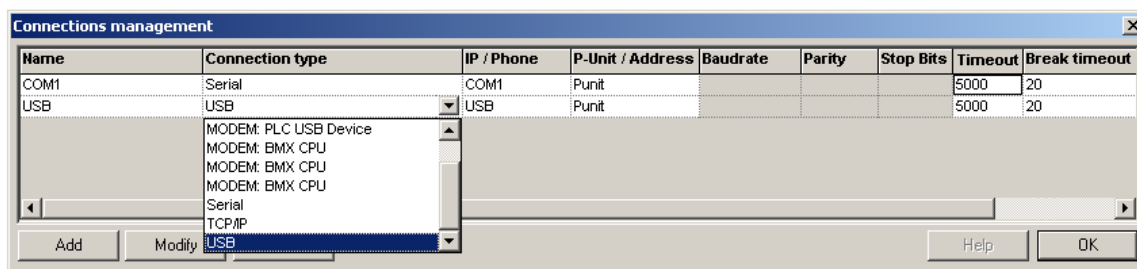 Connections management
Name Connection type IP / Phone P-Unit / Address Baudrate Parity Stop Bits Timeout Break timeout
COM1 Serial COM1 Punit 5000 20
USB USB USB Punit 5000 20
MODEM: PLC USB Device
MODEM: BMX CPU
MODEM: BMX CPU
MODEM: BMX CPU
Serial
TCP/IP
USB
Add Modify Help OK